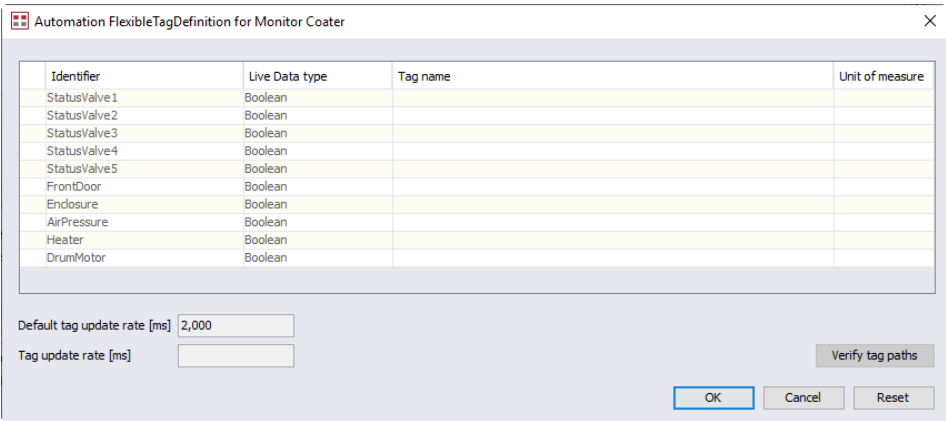 Automation FlexibleTagDefinition for Monitor Coater
Identifier Live Data type Tag name Unit of measure
StatusValve1 Boolean
StatusValve2 Boolean
StatusValve3 Boolean
StatusValve4 Boolean
StatusValve5 Boolean
FrontDoor Boolean
Enclosure Boolean
AirPressure Boolean
Heater Boolean
DrumMotor Boolean
Default tag update rate [ms] 2,000
Tag update rate [ms]
Verify tag paths
OK Cancel Reset